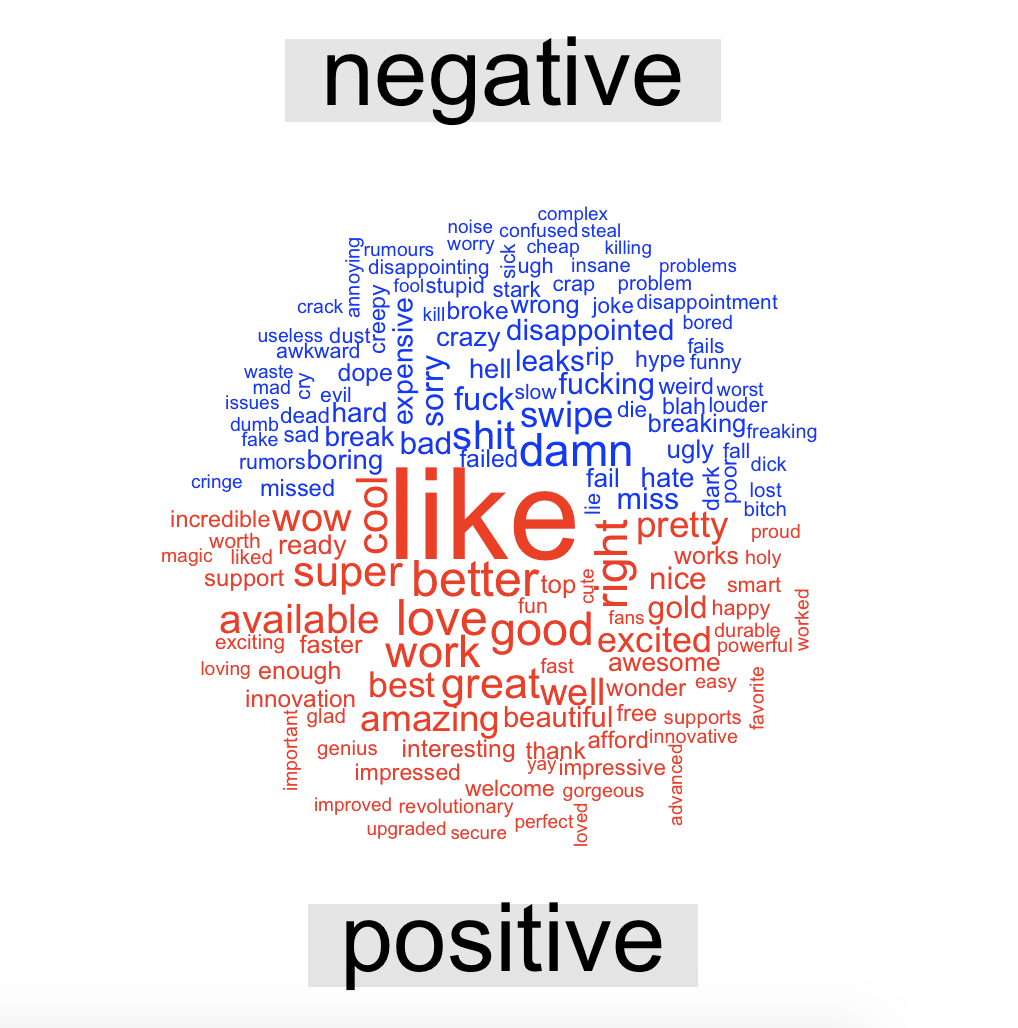 negative
complex
noise confused steal
rumours worry sick cheap killing
annoying disappointing ugh insane problems
fool stupid stark crap problem
crack creepy kill broke wrong joke disappointment
useless dust expensive crazy disappointed bored
awkward hell leaks rip hype funny fails
waste dope sorry
mad cry evil fuck slow fucking weird worst
issues dead hard swipe die blah louder
dumb
fake sad break bad shit damn breaking freaking
rumors boring failed ugly fall
cringe missed fail hate dark poor dick
lie miss lost
bitch
incredible wow cool like right pretty proud
worth ready
magic liked works holy
support super better top cute nice smart
available love fun fans gold happy worked
exciting faster work good excited durable
powerful
loving enough fast awesome
innovation best great well wonder easy favorite
important glad amazing beautiful free supports
genius interesting thank afford innovative
impressed yay impressive advanced
welcome gorgeous
improved revolutionary
upgraded secure perfect loved
positive